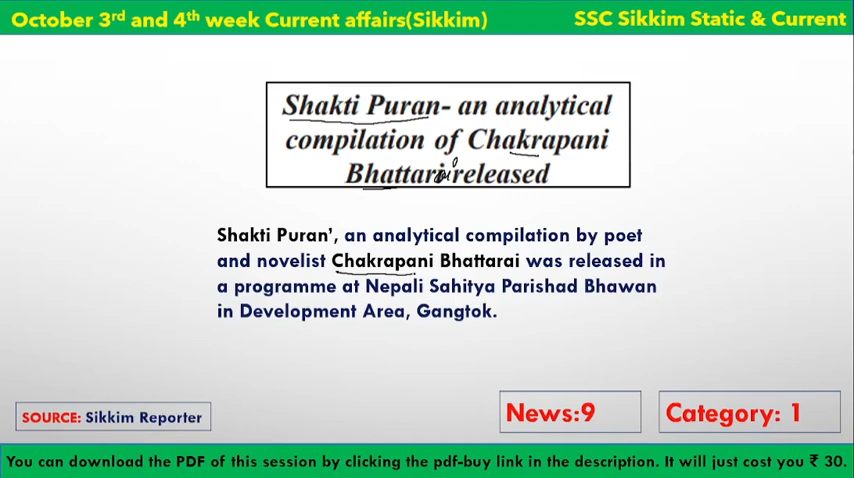 October 3rd and 4th week Current affairs(Sikkim)
SSC Sikkim Static & Current
Shakti Puran- an analytical
compilation of Chakrapani
Bhattari released
Shakti Puran’, an analytical compilation by poet
and novelist Chakrapani Bhattarai was released in
a programme at Nepali Sahitya Parishad Bhawan
in Development Area, Gangtok.
SOURCE: Sikkim Reporter
News:9
Category: 1
You can download the PDF of this session by clicking the pdf-buy link in the description. It will just cost you ₹ 30.